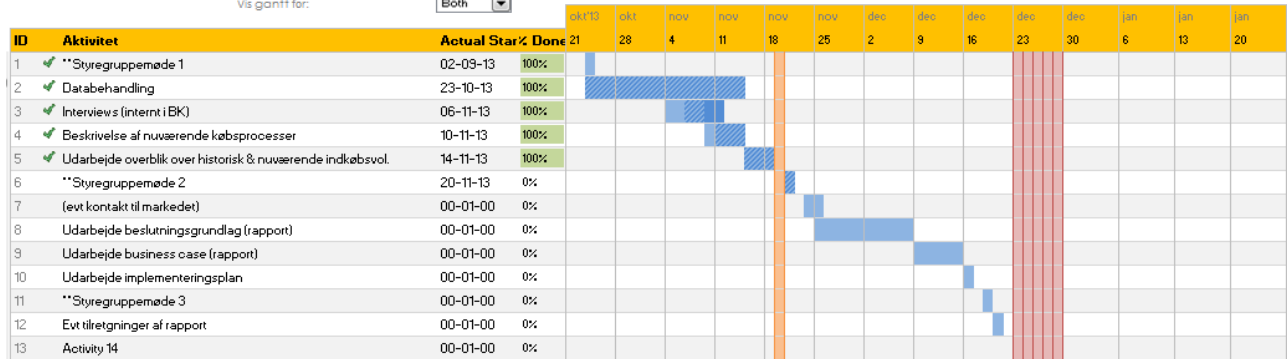 Vis gantt for: Both
okt'13 okt nov nov nov nov dec dec dec dec dec jan jan jan
ID Aktivitet Actual Star % Done 21 28 4 11 18 25 2 9 16 23 30 6 13 20
1 **Styregruppemøde 1 02-09-13 100%
2 Databehandling 23-10-13 100%
3 Interviews (internt i BK) 06-11-13 100%
4 Beskrivelse af nuværende købsprocesser 10-11-13 100%
5 Udarbejde overblik over historisk & nuværende indkøbsvol. 14-11-13 100%
6 **Styregruppemøde 2 20-11-13 0%
7 (evt kontakt til markedet) 00-01-00 0%
8 Udarbejde beslutningsgrundlag (rapport) 00-01-00 0%
9 Udarbejde business case (rapport) 00-01-00 0%
10 Udarbejde implementeringsplan 00-01-00 0%
11 **Styregruppemøde 3 00-01-00 0%
12 Evt tilretgninger af rapport 00-01-00 0%
13 Activity 14 00-01-00 0%